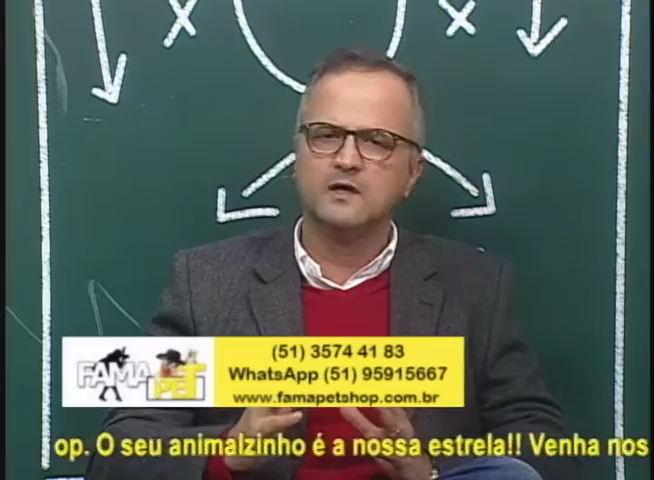 FAMA
PET
(51) 3574 41 83
WhatsApp (51) 95915667
www.famapetshop.com.br
op. O seu animalzinho é a nossa estrela!! Venha nos